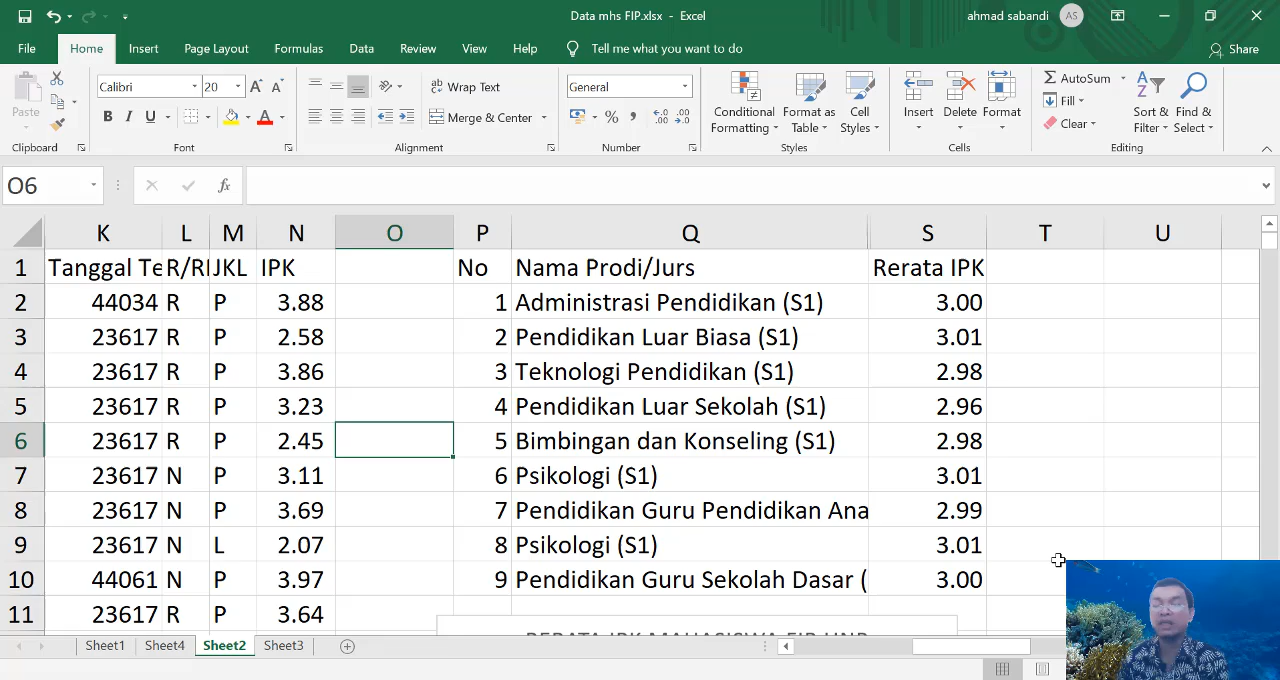 Data mhs FIP.xlsx - Excel
ahmad sabandi AS
File Home Insert Page Layout Formulas Data Review View Help Tell me what you want to do Share
Paste
Calibri 20
B I U
Wrap Text
Merge & Center
General
Conditional Formatting
Format as Table
Cell Styles
Insert Delete Format
AutoSum
Fill
Clear
Sort & Filter
Find & Select
Clipboard Font Alignment Number Styles Cells Editing
O6 fx
K L M N O P Q S T U
1 Tanggal Te R/RI JKL IPK No Nama Prodi/Jurs Rerata IPK
2 44034 R P 3.88 1 Administrasi Pendidikan (S1) 3.00
3 23617 R P 2.58 2 Pendidikan Luar Biasa (S1) 3.01
4 23617 R P 3.86 3 Teknologi Pendidikan (S1) 2.98
5 23617 R P 3.23 4 Pendidikan Luar Sekolah (S1) 2.96
6 23617 R P 2.45 5 Bimbingan dan Konseling (S1) 2.98
7 23617 N P 3.11 6 Psikologi (S1) 3.01
8 23617 N P 3.69 7 Pendidikan Guru Pendidikan Ana 2.99
9 23617 N L 2.07 8 Psikologi (S1) 3.01
10 44061 N P 3.97 9 Pendidikan Guru Sekolah Dasar ( 3.00
11 23617 R P 3.64
RERATA IPK MAHASISWA FIP UNP
Sheet1 Sheet4 Sheet2 Sheet3